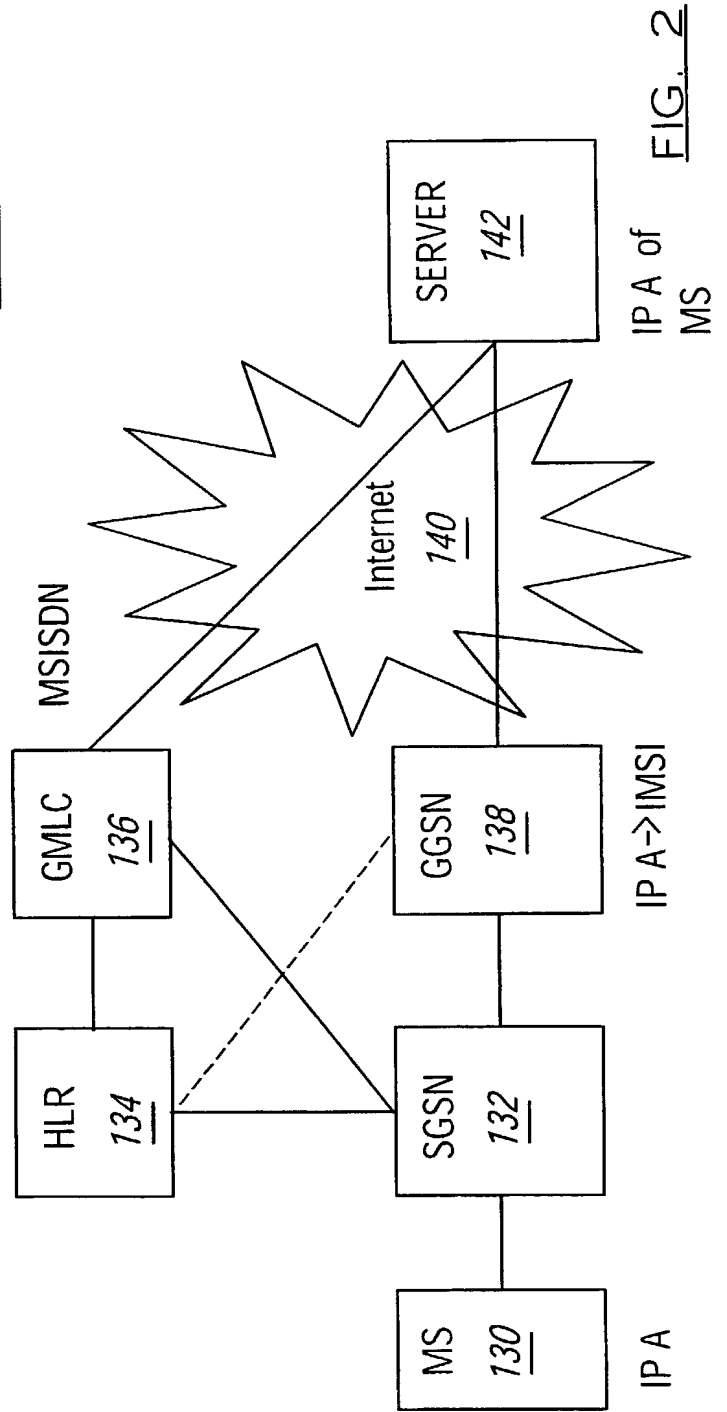 MSISDN
HLR
134
GMLC
136
SERVER
142
Internet
140
MS
130
SGSN
132
GGSN
138
IP A
IP A->IMSI
IP A of
MS
FIG. 2